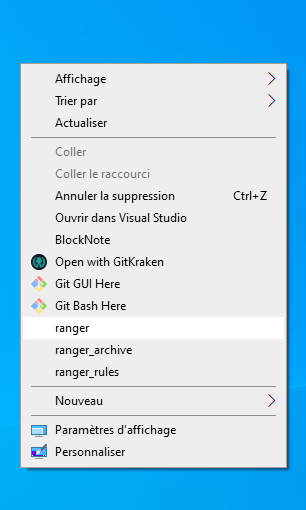 Affichage
Trier par
Actualiser
Coller
Coller le raccourci
Annuler la suppression Ctrl+Z
Ouvrir dans Visual Studio
BlockNote
Open with GitKraken
Git GUI Here
Git Bash Here
ranger
ranger_archive
ranger_rules
Nouveau
Paramètres d'affichage
Personnaliser